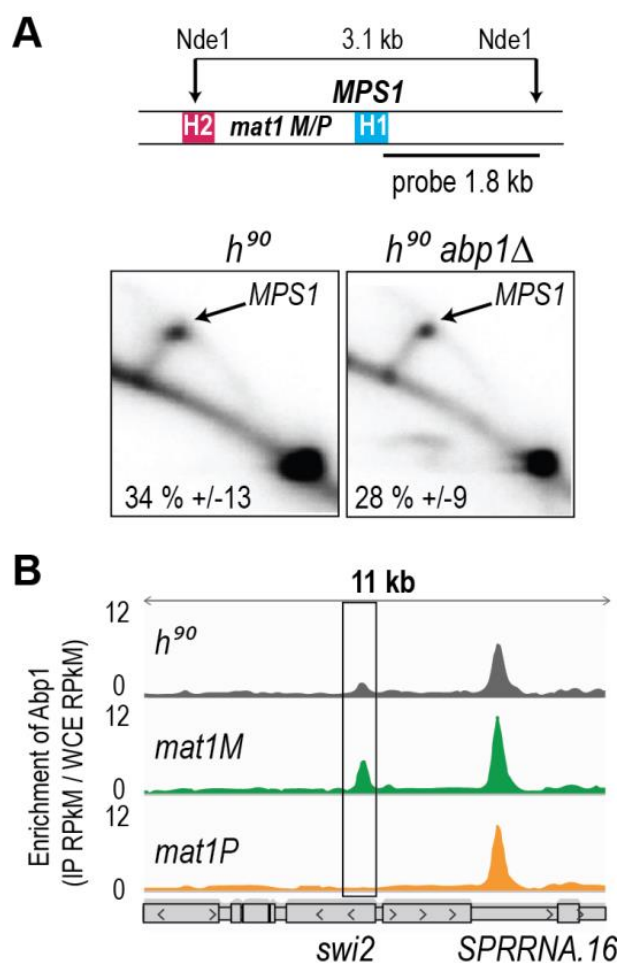 A
Nde1 3.1 kb Nde1
MPS1
H2 mat1 M/P H1
probe 1.8 kb
h⁹⁰ h⁹⁰ abp1Δ
MPS1 MPS1
34 % +/-13 28 % +/-9
B
11 kb
Enrichment of Abp1
(IP RPkM / WCE RPkM)
12
h⁹⁰
0
12
mat1M
0
12
mat1P
0
swi2 SPRRNA.16